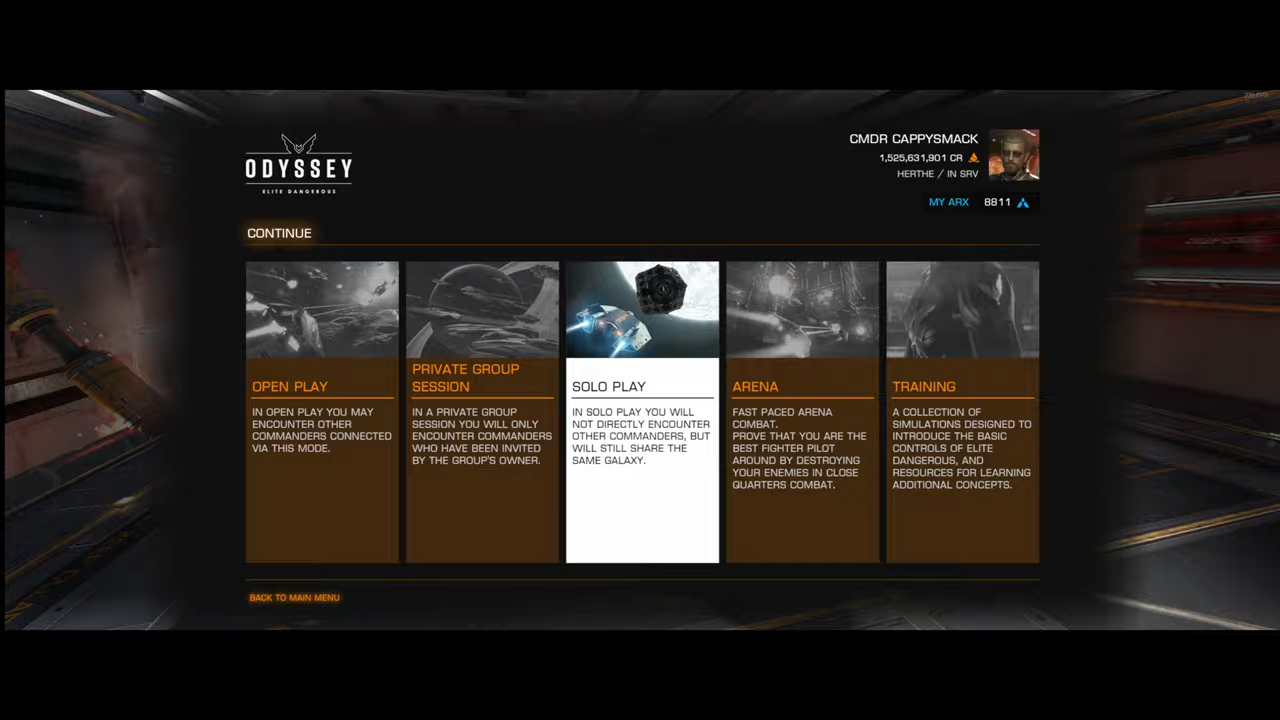 ODYSSEY
ELITE DANGEROUS
CMDR CAPPYSMACK
1,525,631,901 CR
HERTHE / IN SRV
MY ARX 8811
CONTINUE
OPEN PLAY
IN OPEN PLAY YOU MAY
ENCOUNTER OTHER
COMMANDERS CONNECTED
VIA THIS MODE.
PRIVATE GROUP
SESSION
IN A PRIVATE GROUP
SESSION YOU WILL ONLY
ENCOUNTER COMMANDERS
WHO HAVE BEEN INVITED
BY THE GROUP'S OWNER.
SOLO PLAY
IN SOLO PLAY YOU WILL
NOT DIRECTLY ENCOUNTER
OTHER COMMANDERS, BUT
WILL STILL SHARE THE
SAME GALAXY.
ARENA
FAST PACED ARENA
COMBAT.
PROVE THAT YOU ARE THE
BEST FIGHTER PILOT
AROUND BY DESTROYING
YOUR ENEMIES IN CLOSE
QUARTERS COMBAT.
TRAINING
A COLLECTION OF
SIMULATIONS DESIGNED TO
INTRODUCE THE BASIC
CONTROLS OF ELITE
DANGEROUS, AND
RESOURCES FOR LEARNING
ADDITIONAL CONCEPTS.
BACK TO MAIN MENU